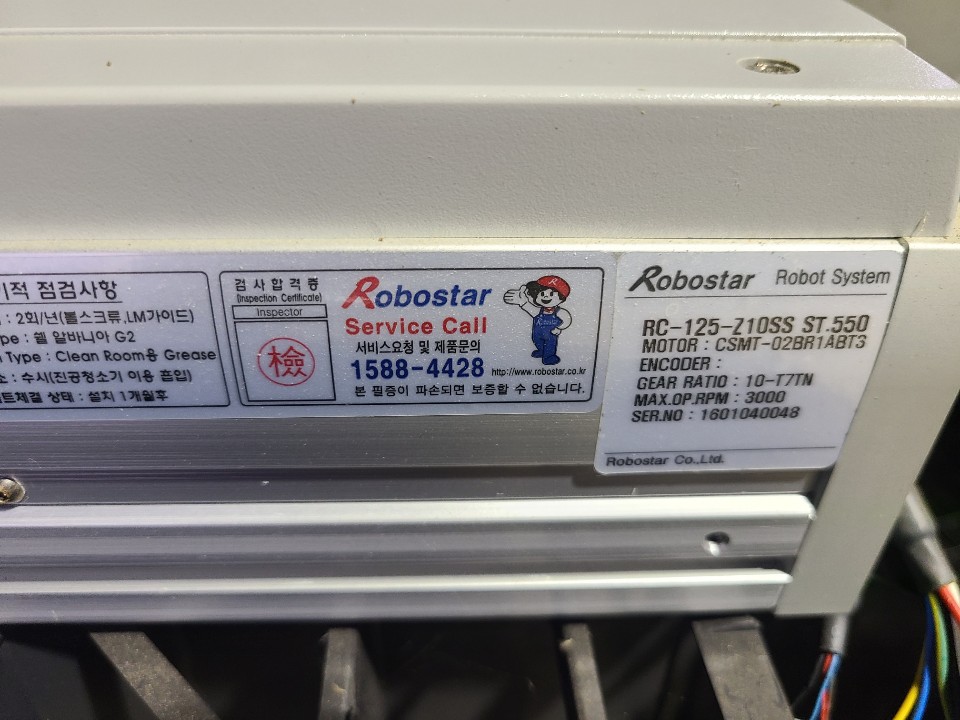 기적 점검사항
: 2회/년(볼스크류,LM가이드)
ype : 쉘 알바니아 G2
n Type : Clean Room용 Grease
소 : 수시(진공청소기 이용 흡입)
트체결 상태 : 설치 1개월후
검사합격증
(Inspection Certificate)
Inspector
檢
Robostar
Service Call
서비스요청 및 제품문의
1588-4428 http://www.robostar.co.kr
본 필증이 파손되면 보증할 수 없습니다.
Robostar
Robostar Robot System
RC-125-Z10SS ST.550
MOTOR : CSMT-02BR1ABT3
ENCODER :
GEAR RATIO : 10-T7TN
MAX.OP.RPM : 3000
SER.NO : 1601040048
Robostar Co.,Ltd.